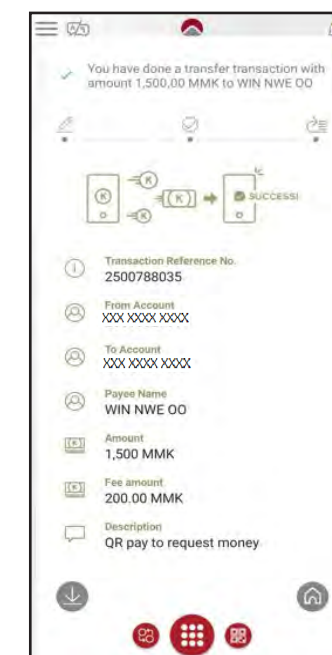 You have done a transfer transaction with
amount 1,500.00 MMK to WIN NWE OO
SUCCESS!
Transaction Reference No.
2500788035
From Account
XXX XXXX XXXX
To Account
XXX XXXX XXXX
Payee Name
WIN NWE OO
Amount
1,500 MMK
Fee amount
200.00 MMK
Description
QR pay to request money